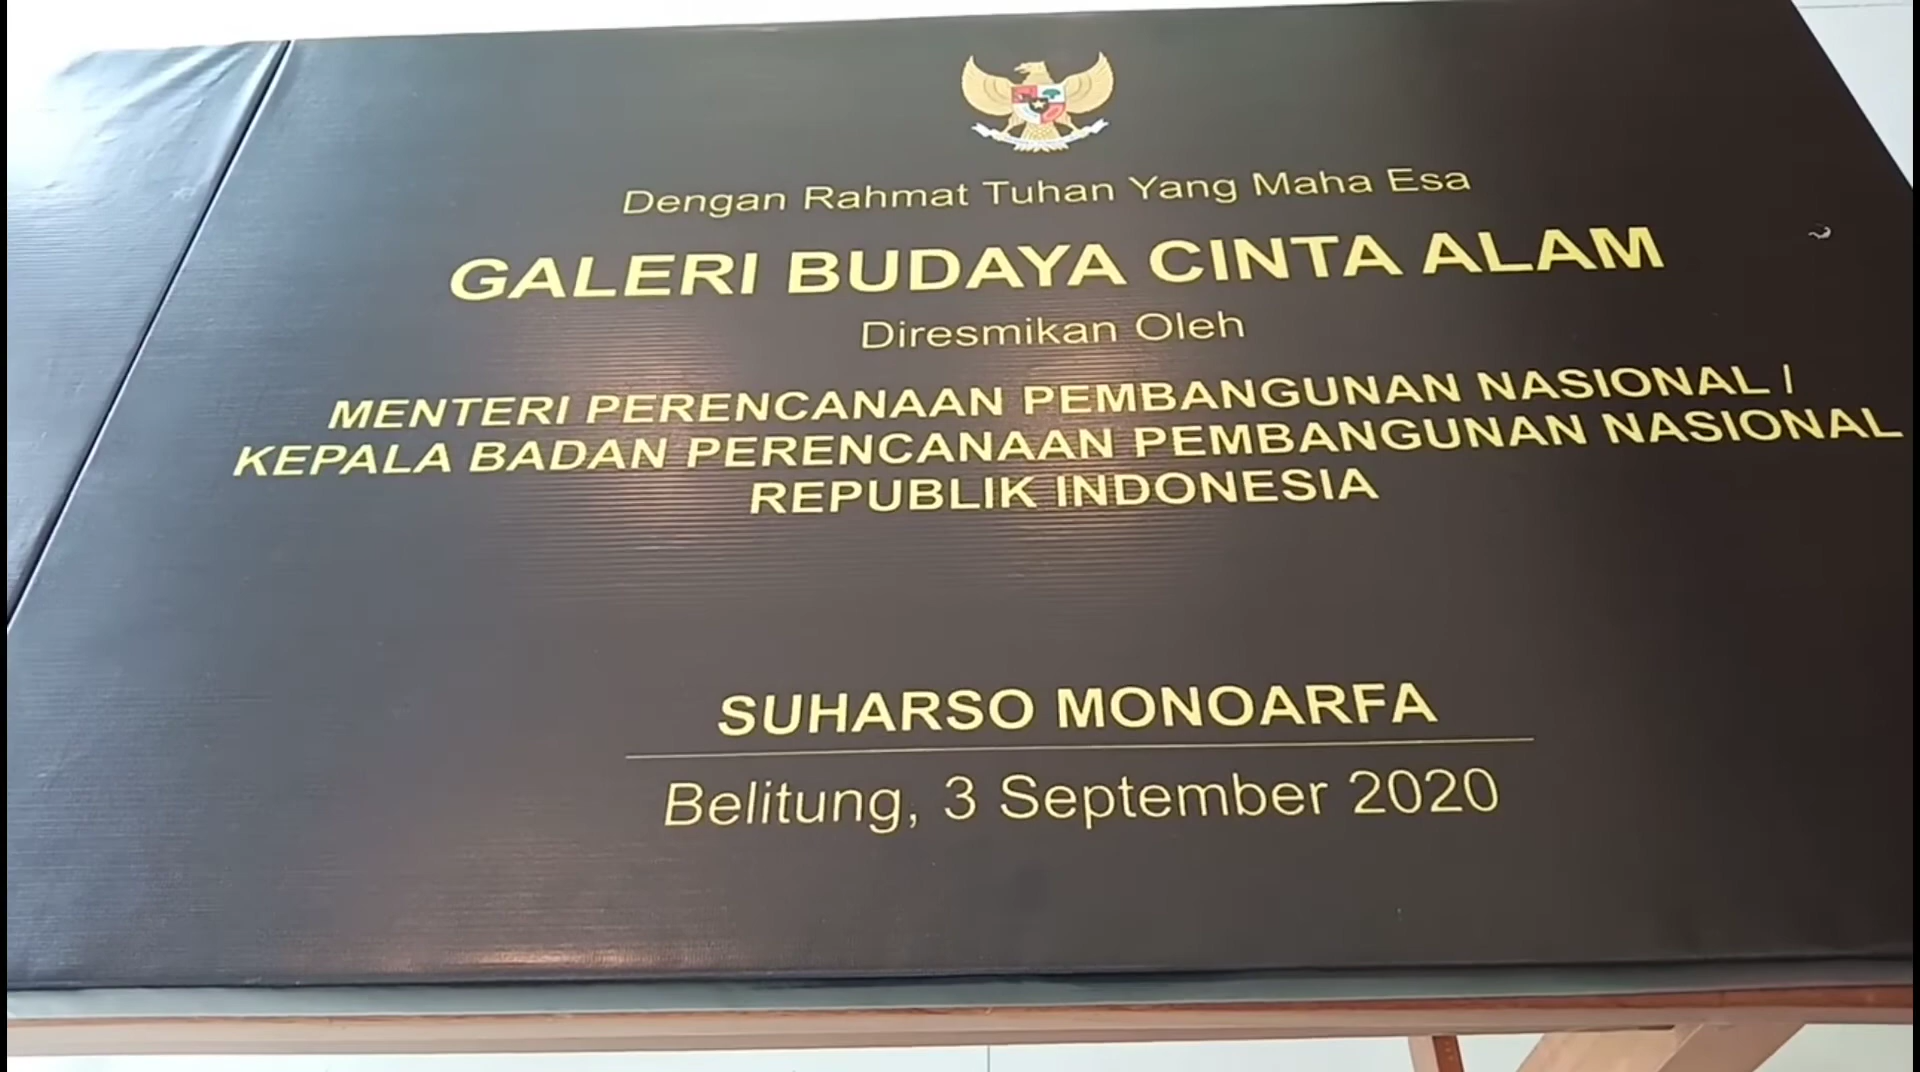 Dengan Rahmat Tuhan Yang Maha Esa
GALERI BUDAYA CINTA ALAM
Diresmikan Oleh
MENTERI PERENCANAAN PEMBANGUNAN NASIONAL /
KEPALA BADAN PERENCANAAN PEMBANGUNAN NASIONAL
REPUBLIK INDONESIA
SUHARSO MONOARFA
Belitung, 3 September 2020